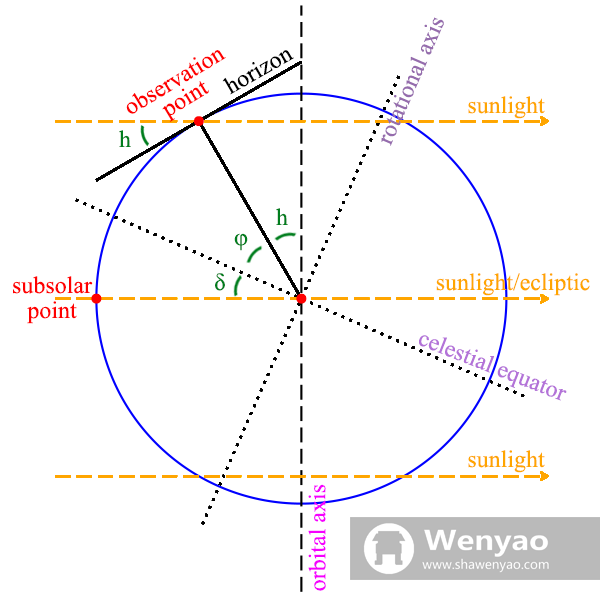 observation
point
horizon
rotational axis
sunlight
h
h
φ
δ
subsolar
point
sunlight/ecliptic
celestial equator
sunlight
orbital axis
Wenyao
www.shawenyao.com